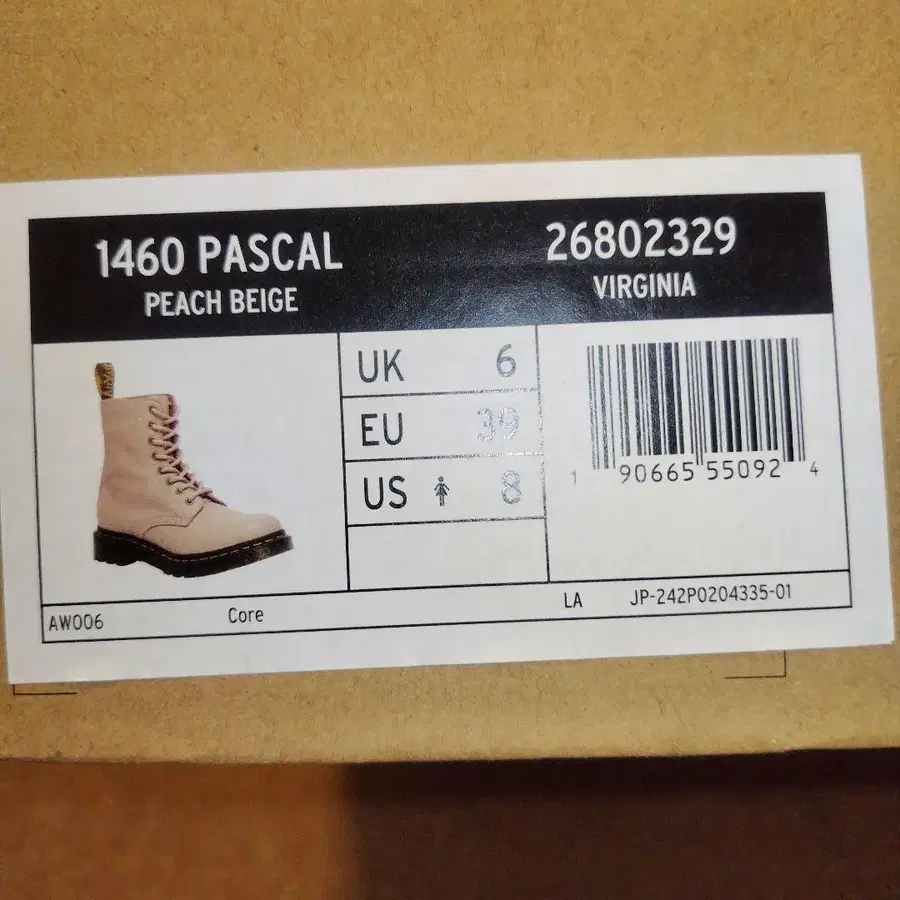 1460 PASCAL
PEACH BEIGE
26802329
VIRGINIA
UK 6
EU 39
US 8
1 90665 55092 4
AW006 Core LA JP-242P0204335-01